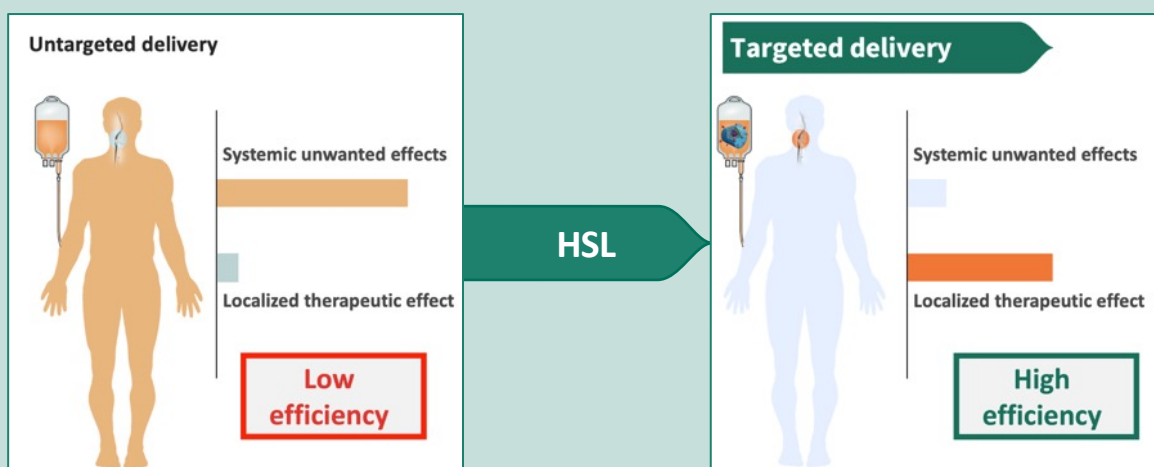 Untargeted delivery
Systemic unwanted effects
Localized therapeutic effect
Low
efficiency
HSL
Targeted delivery
Systemic unwanted effects
Localized therapeutic effect
High
efficiency